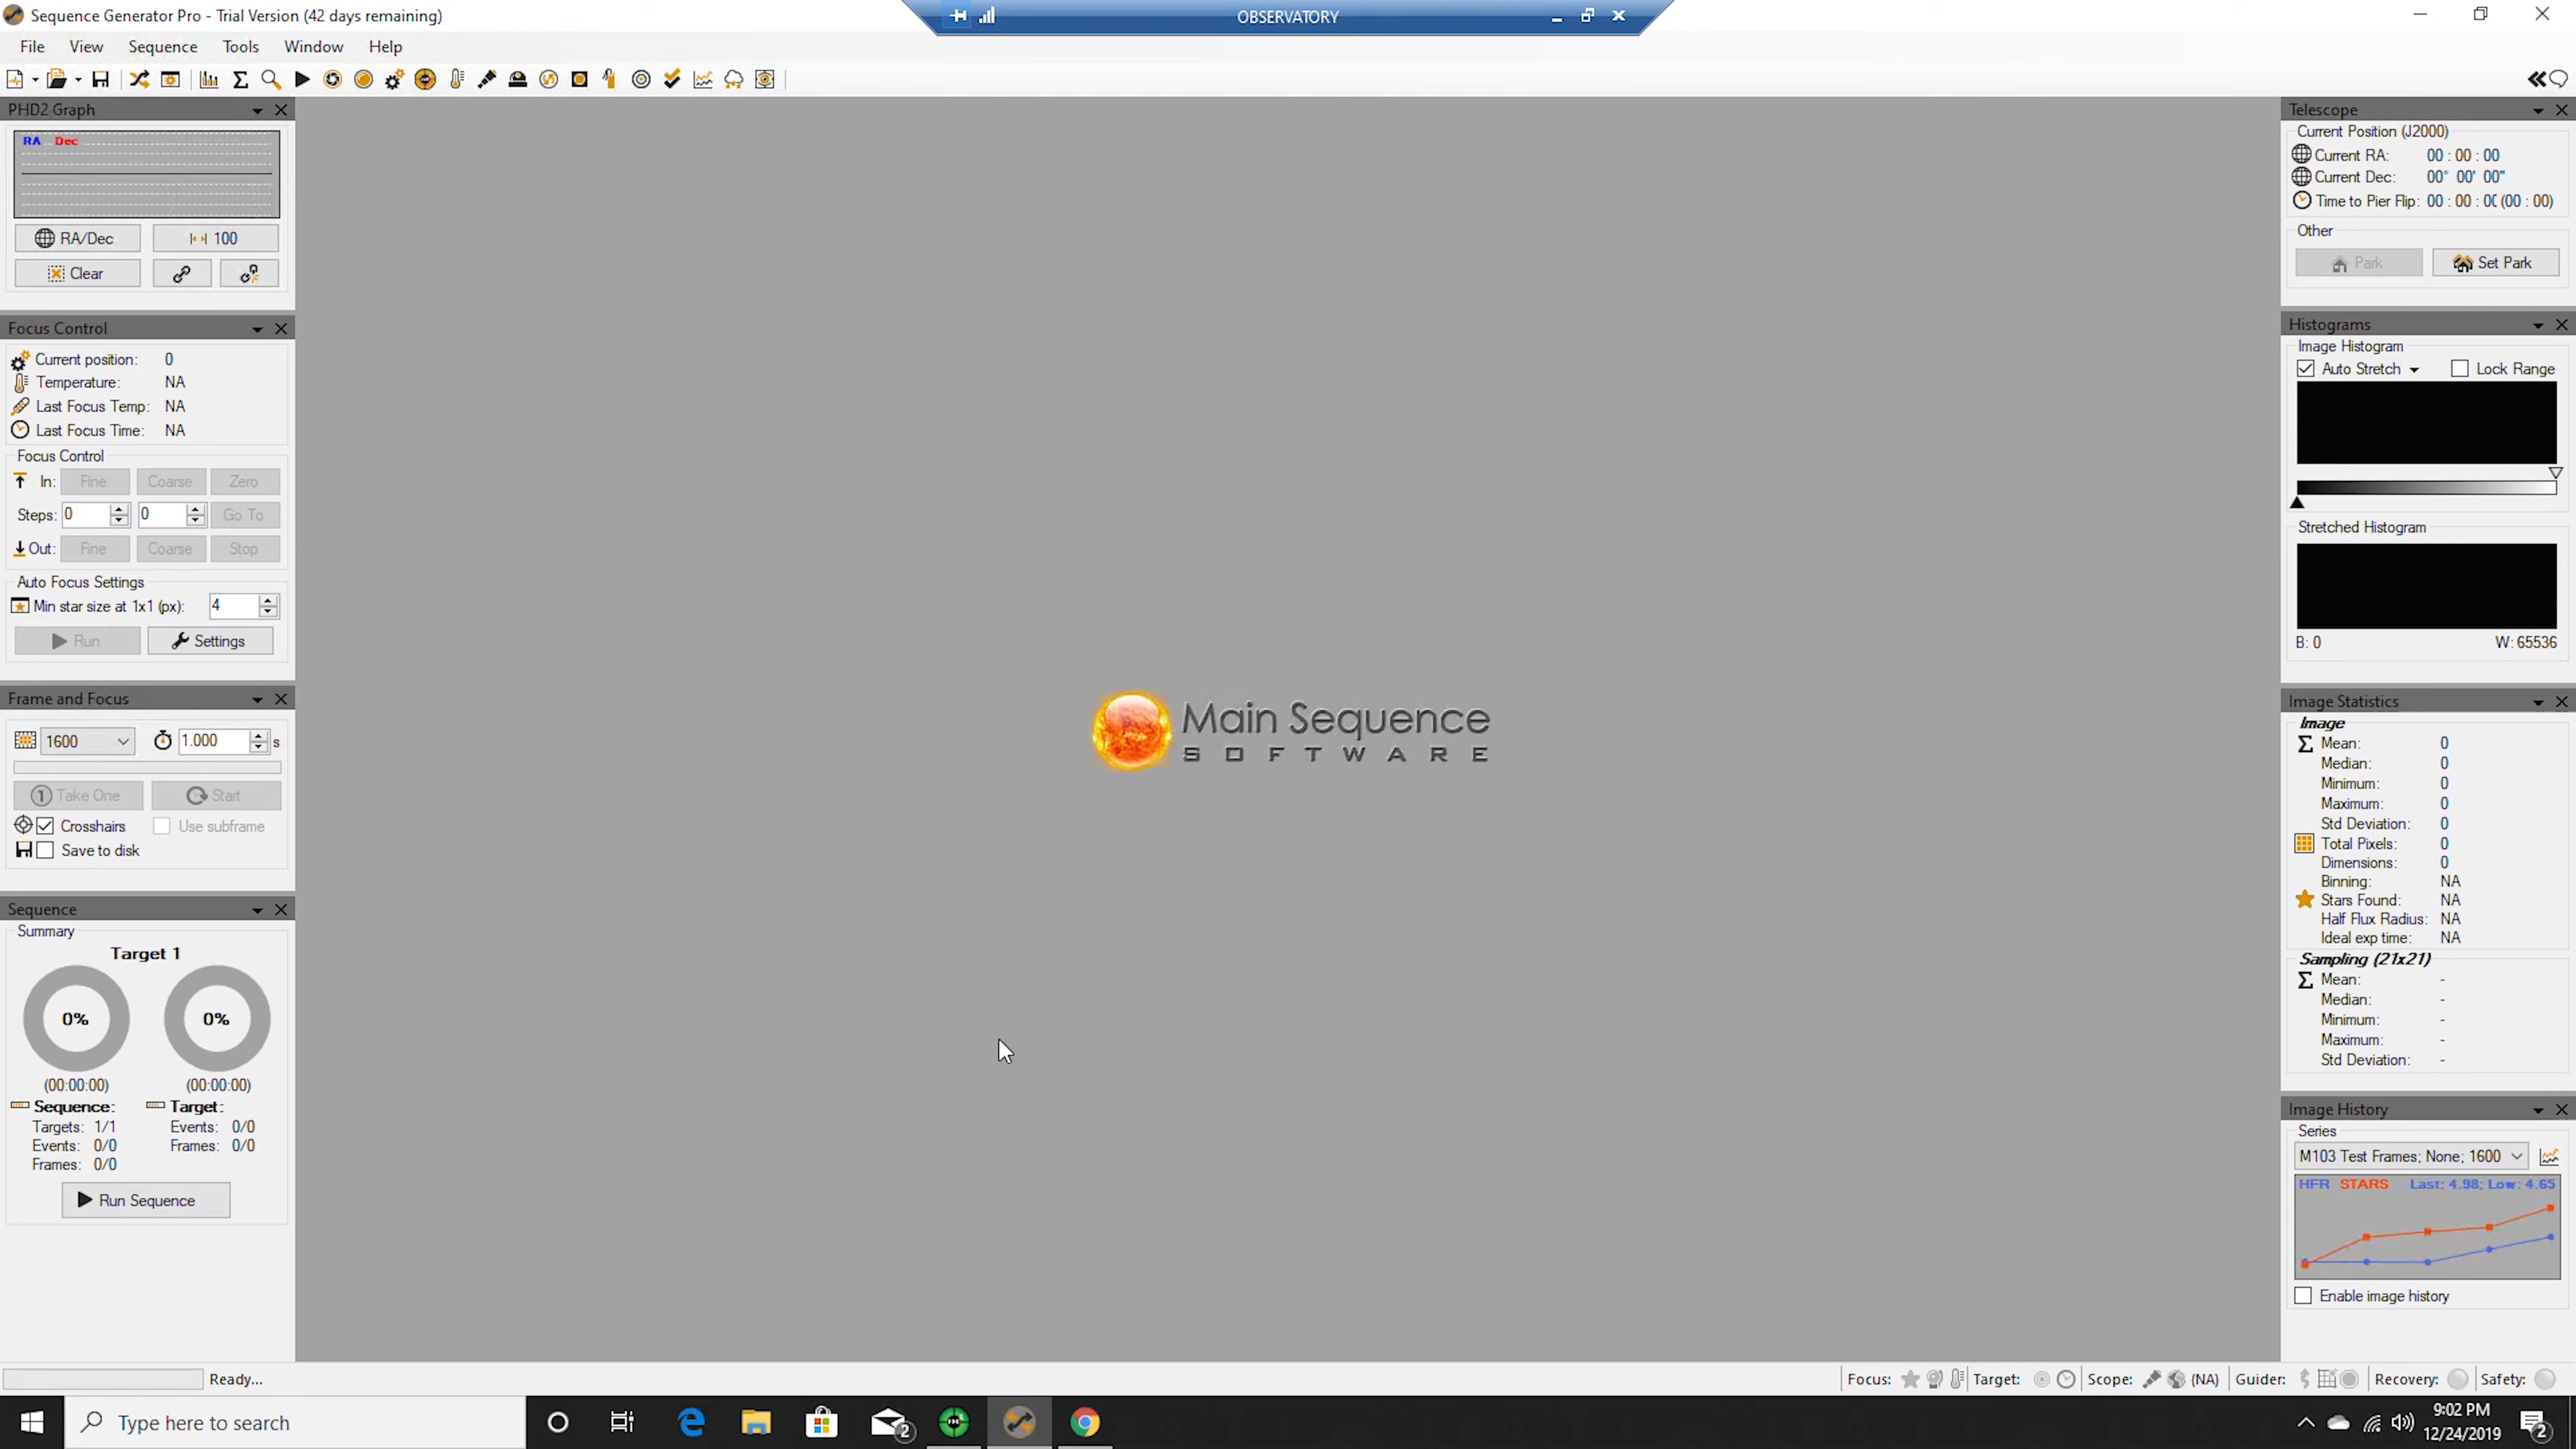 Sequence Generator Pro - Trial Version (42 days remaining)
OBSERVATORY
File View Sequence Tools Window Help
PHD2 Graph
RA Dec
RA/Dec
100
Clear
Focus Control
Current position: 0
Temperature: NA
Last Focus Temp: NA
Last Focus Time: NA
Focus Control
In: Fine Coarse Zero
Steps: 0 0 Go To
Out: Fine Coarse Stop
Auto Focus Settings
Min star size at 1x1 (px): 4
Run Settings
Frame and Focus
1600 1.000 s
1 Take One Start
Crosshairs Use subframe
Save to disk
Sequence
Summary
Target 1
0% 0%
(00:00:00) (00:00:00)
Sequence: Target:
Targets: 1/1 Events: 0/0
Events: 0/0 Frames: 0/0
Frames: 0/0
Run Sequence
Main Sequence
SOFTWARE
Telescope
Current Position (J2000)
Current RA: 00 : 00 : 00
Current Dec: 00° 00' 00"
Time to Pier Flip: 00 : 00 : 0( (00 : 00)
Other
Park Set Park
Histograms
Image Histogram
Auto Stretch Lock Range
Stretched Histogram
B: 0 W: 65536
Image Statistics
Image
Σ Mean: 0
Median: 0
Minimum: 0
Maximum: 0
Std Deviation: 0
Total Pixels: 0
Dimensions: 0
Binning: NA
Stars Found: NA
Half Flux Radius: NA
Ideal exp time: NA
Sampling (21x21)
Σ Mean: -
Median: -
Minimum: -
Maximum: -
Std Deviation: -
Image History
Series
M103 Test Frames; None; 1600
HFR STARS Last: 4.98; Low: 4.65
Enable image history
Ready...
Focus: Target: Scope: (NA) Guider: Recovery: Safety:
Type here to search
2
9:02 PM
12/24/2019
2